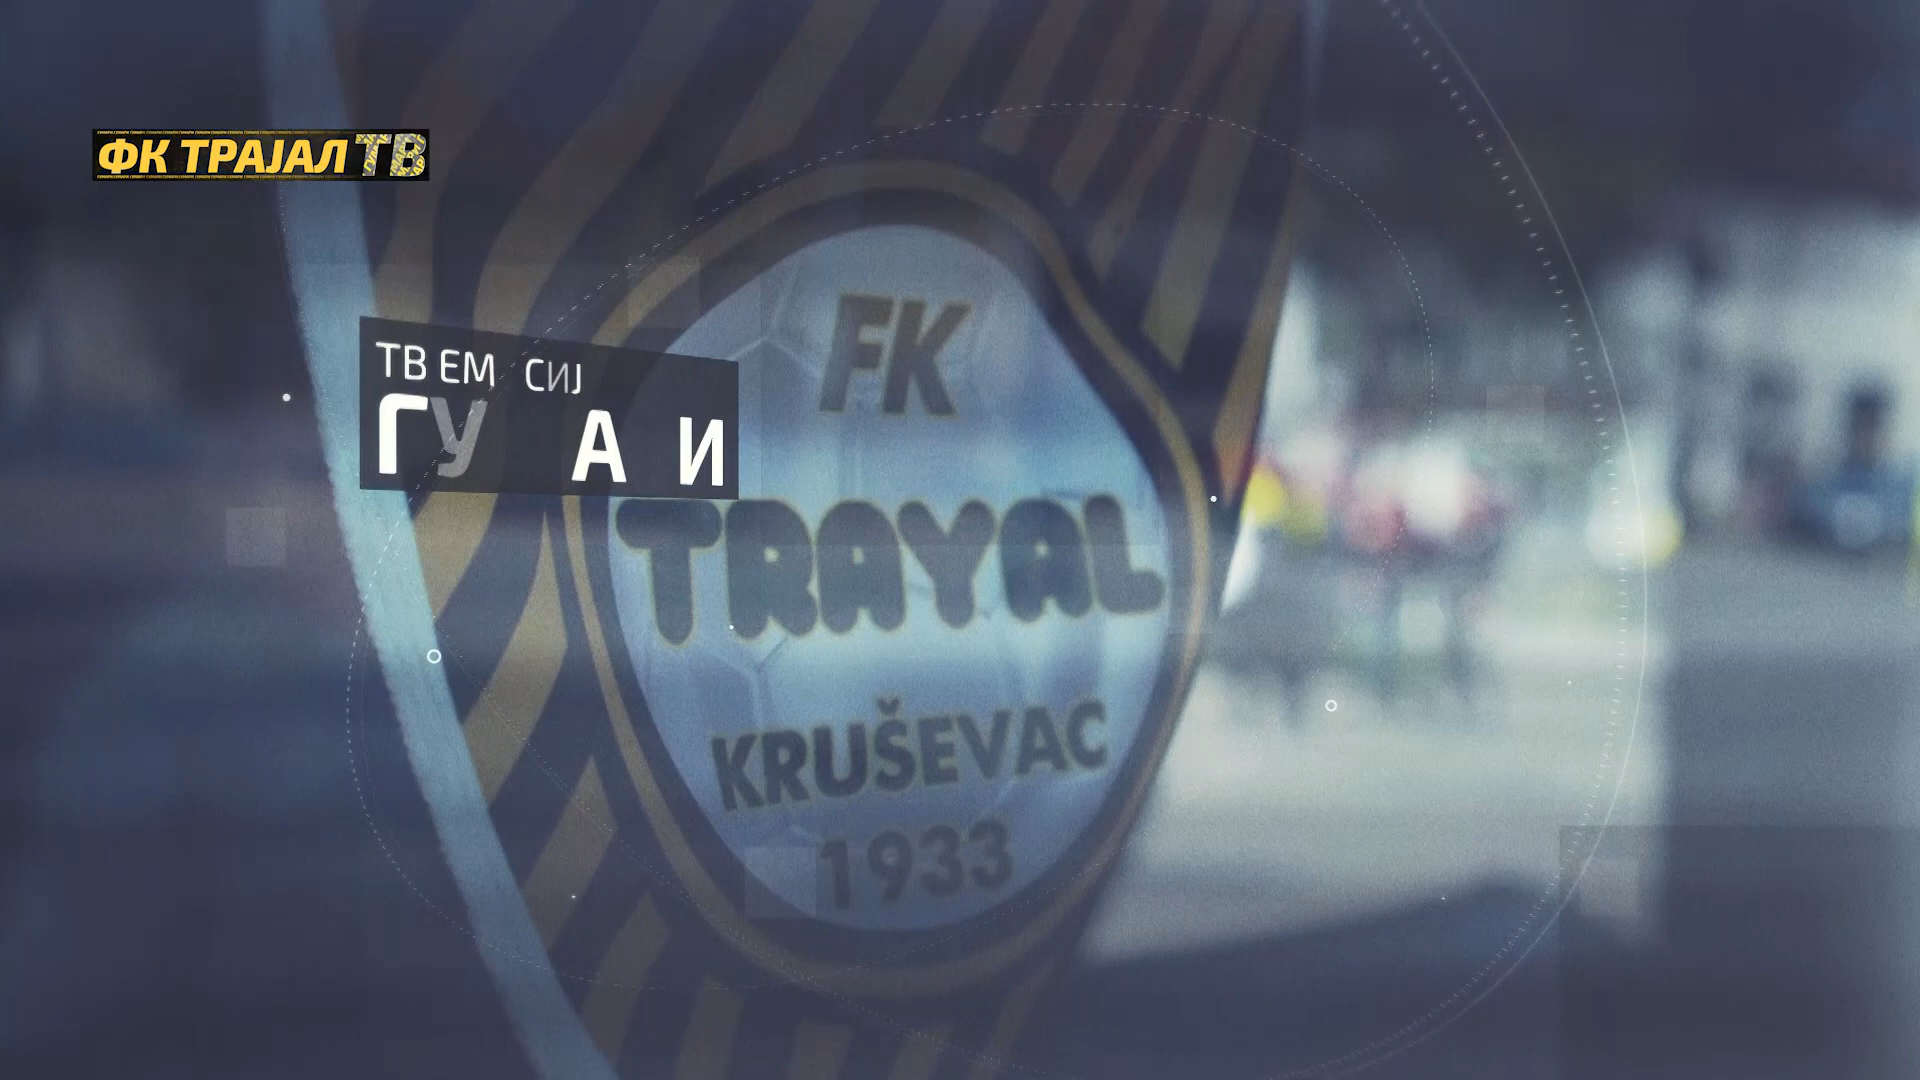 ФК ТРАЈАЛ ТВ
ТВ ЕМ СИЈ
ГУ А И
FK
TRAYAL
KRUŠEVAC
1933